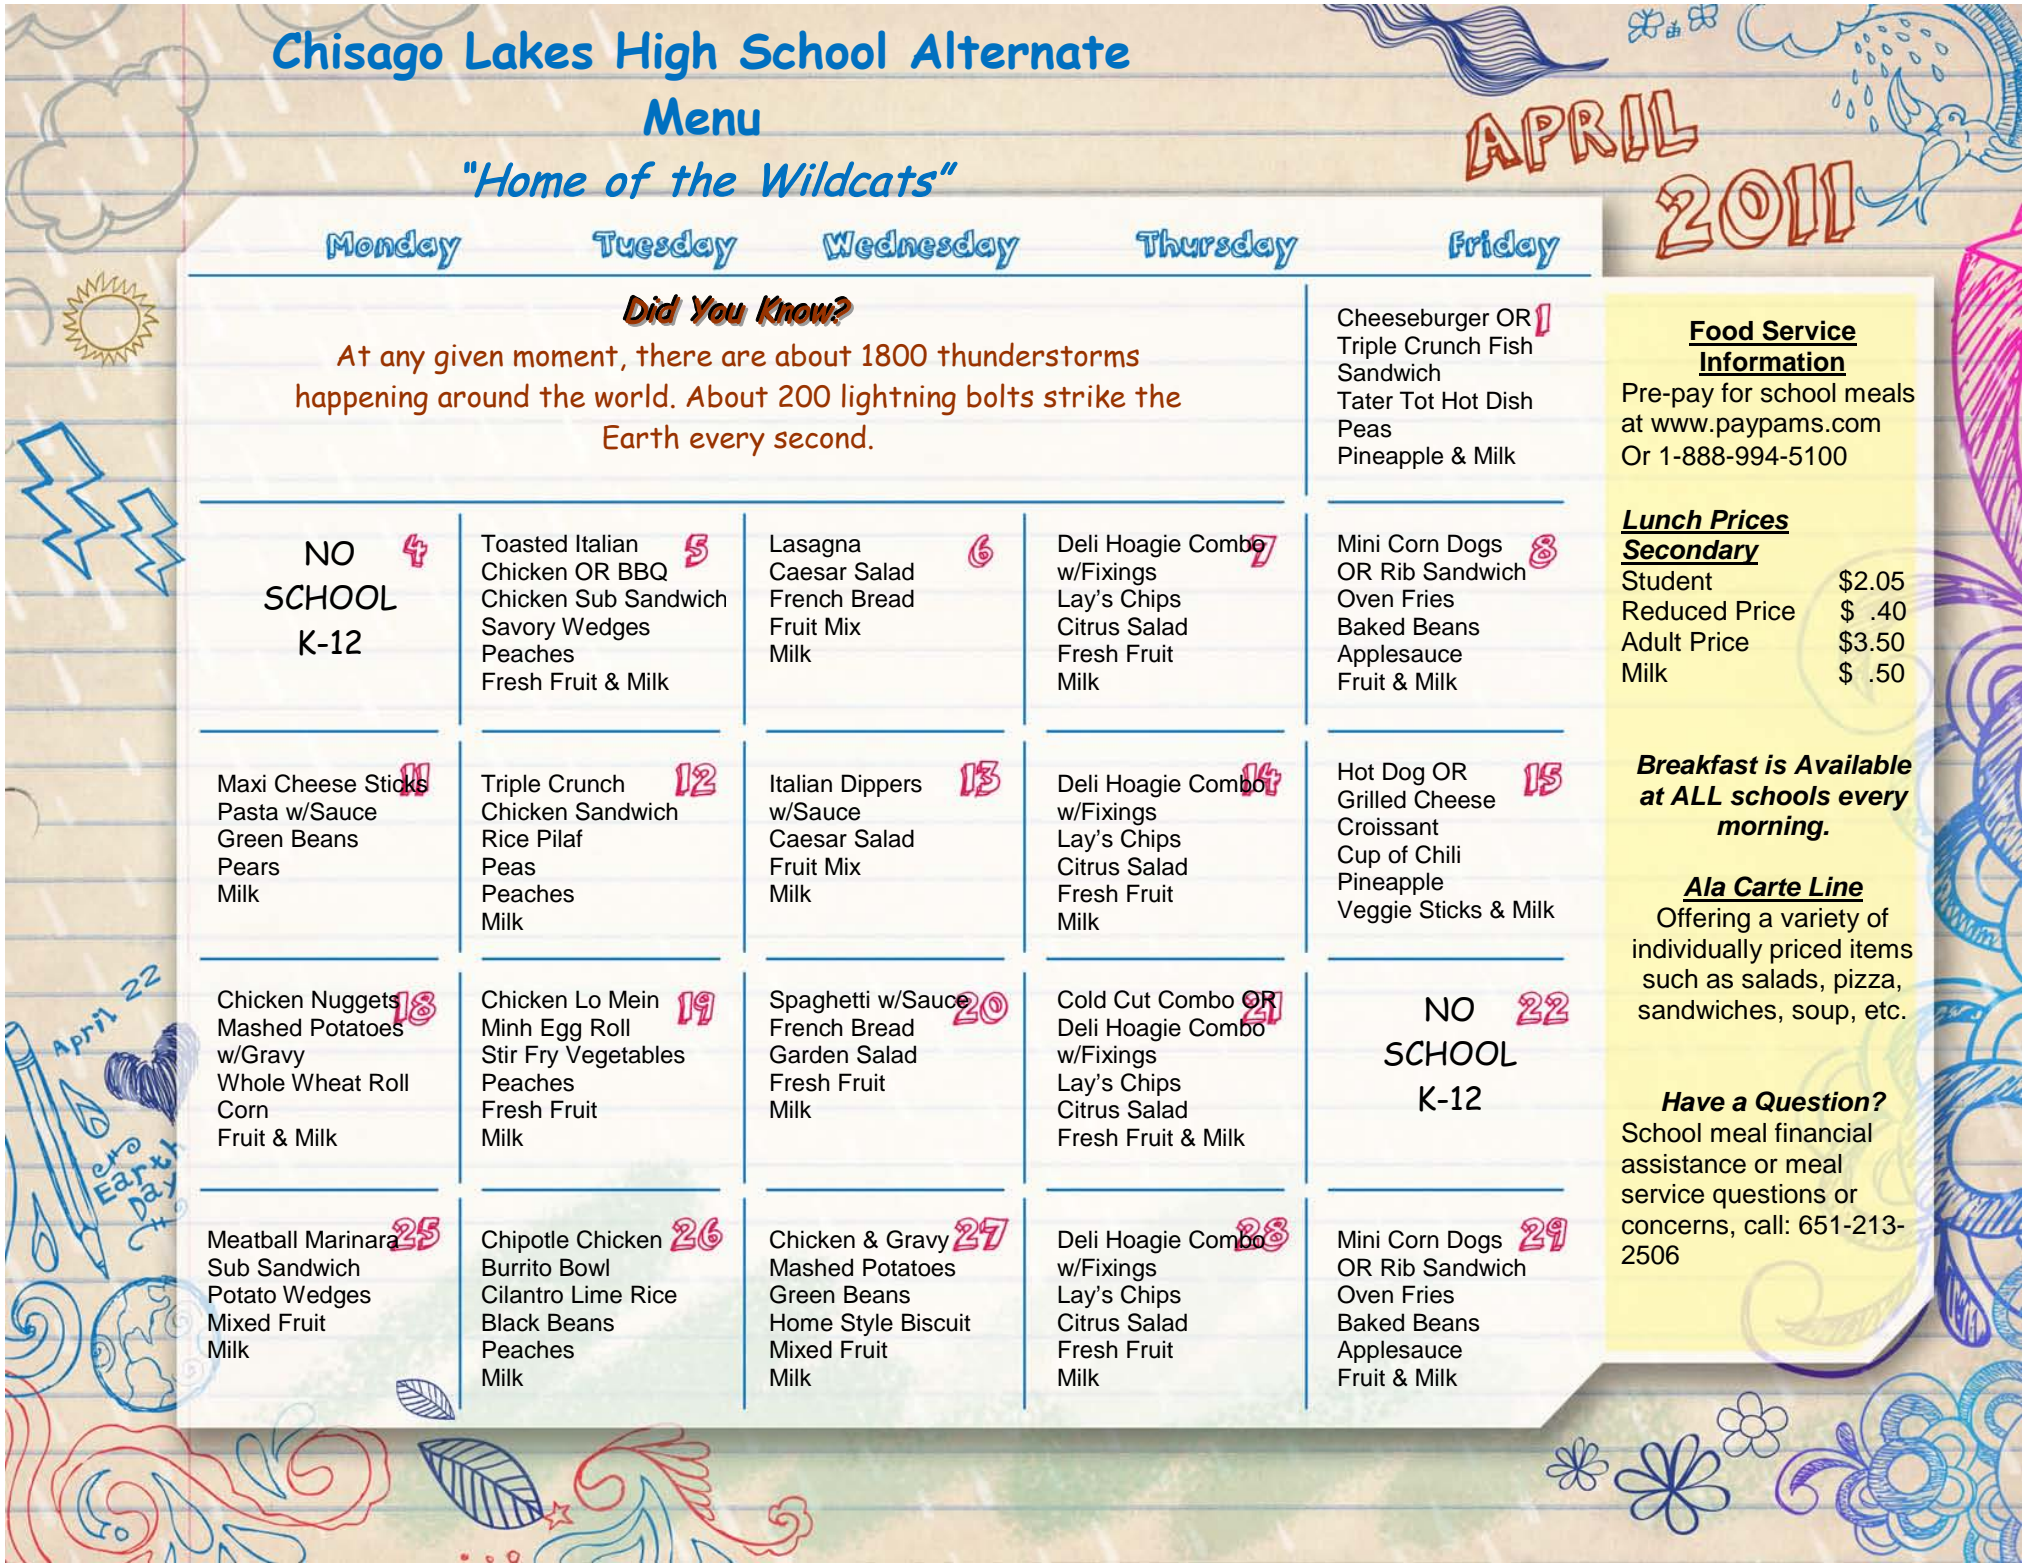 Chisago Lakes High School Alternate
Menu
"Home of the Wildcats"
APRIL
2011
Monday
Tuesday
Wednesday
Thursday
Friday
Did You Know?
At any given moment, there are about 1800 thunderstorms
happening around the world. About 200 lightning bolts strike the
Earth every second.
1
Cheeseburger OR
Triple Crunch Fish
Sandwich
Tater Tot Hot Dish
Peas
Pineapple & Milk
4
NO
SCHOOL
K-12
5
Toasted Italian
Chicken OR BBQ
Chicken Sub Sandwich
Savory Wedges
Peaches
Fresh Fruit & Milk
6
Lasagna
Caesar Salad
French Bread
Fruit Mix
Milk
7
Deli Hoagie Combo
w/Fixings
Lay's Chips
Citrus Salad
Fresh Fruit
Milk
8
Mini Corn Dogs
OR Rib Sandwich
Oven Fries
Baked Beans
Applesauce
Fruit & Milk
11
Maxi Cheese Sticks
Pasta w/Sauce
Green Beans
Pears
Milk
12
Triple Crunch
Chicken Sandwich
Rice Pilaf
Peas
Peaches
Milk
13
Italian Dippers
w/Sauce
Caesar Salad
Fruit Mix
Milk
14
Deli Hoagie Combo
w/Fixings
Lay's Chips
Citrus Salad
Fresh Fruit
Milk
15
Hot Dog OR
Grilled Cheese
Croissant
Cup of Chili
Pineapple
Veggie Sticks & Milk
18
Chicken Nuggets
Mashed Potatoes
w/Gravy
Whole Wheat Roll
Corn
Fruit & Milk
19
Chicken Lo Mein
Minh Egg Roll
Stir Fry Vegetables
Peaches
Fresh Fruit
Milk
20
Spaghetti w/Sauce
French Bread
Garden Salad
Fresh Fruit
Milk
21
Cold Cut Combo OR
Deli Hoagie Combo
w/Fixings
Lay's Chips
Citrus Salad
Fresh Fruit & Milk
22
NO
SCHOOL
K-12
25
Meatball Marinara
Sub Sandwich
Potato Wedges
Mixed Fruit
Milk
26
Chipotle Chicken
Burrito Bowl
Cilantro Lime Rice
Black Beans
Peaches
Milk
27
Chicken & Gravy
Mashed Potatoes
Green Beans
Home Style Biscuit
Mixed Fruit
Milk
28
Deli Hoagie Combo
w/Fixings
Lay's Chips
Citrus Salad
Fresh Fruit
Milk
29
Mini Corn Dogs
OR Rib Sandwich
Oven Fries
Baked Beans
Applesauce
Fruit & Milk
Food Service
Information
Pre-pay for school meals
at www.paypams.com
Or 1-888-994-5100
Lunch Prices
Secondary
Student $2.05
Reduced Price $ .40
Adult Price $3.50
Milk $ .50
Breakfast is Available
at ALL schools every
morning.
Ala Carte Line
Offering a variety of
individually priced items
such as salads, pizza,
sandwiches, soup, etc.
Have a Question?
School meal financial
assistance or meal
service questions or
concerns, call: 651-213-
2506
April 22
Earth
Day